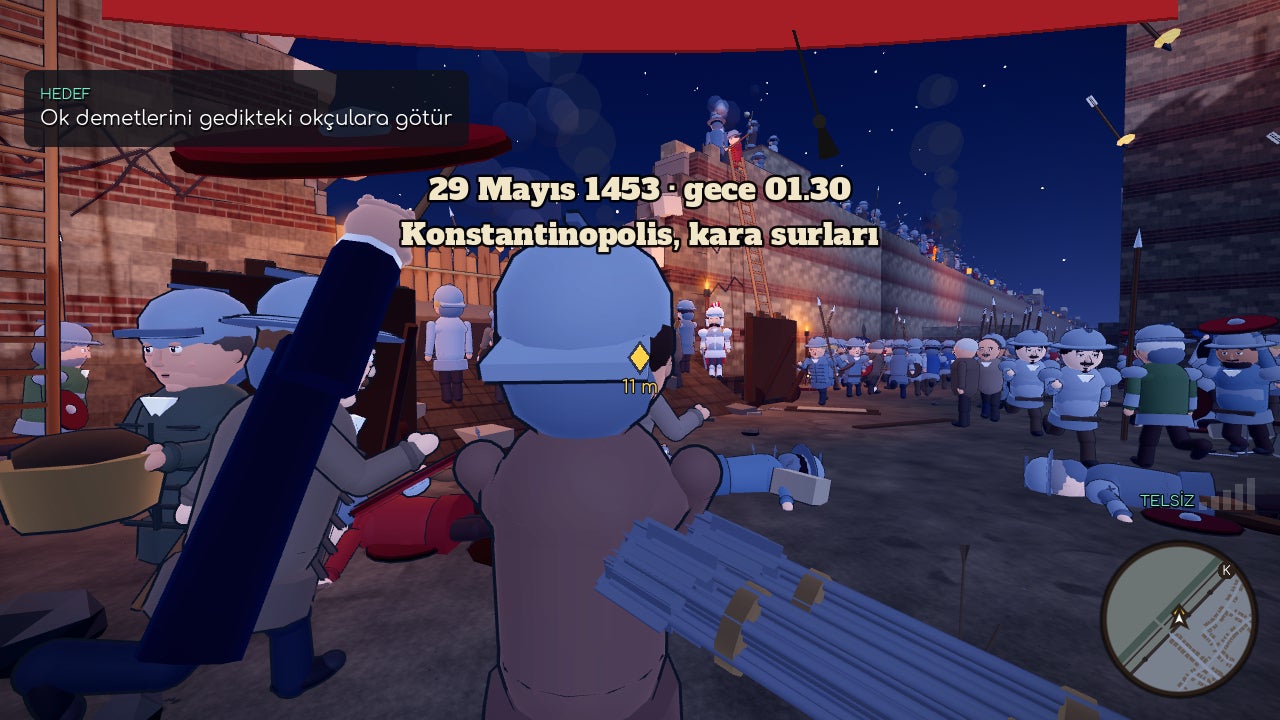 HEDEF
Ok demetlerini gedikteki okçulara götür
29 Mayıs 1453 · gece 01.30
Konstantinopolis, kara surları
11 m
TELSİZ
K